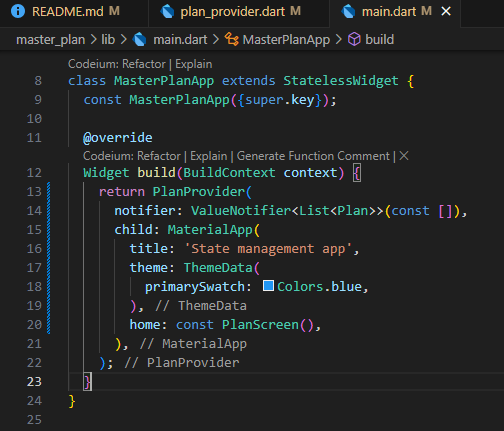 README.md M plan_provider.dart M main.dart M
master_plan > lib > main.dart > MasterPlanApp > build
Codeium: Refactor | Explain
8 class MasterPlanApp extends StatelessWidget {
9 const MasterPlanApp({super.key});
10
11 @override
Codeium: Refactor | Explain | Generate Function Comment | ×
12 Widget build(BuildContext context) {
13 return PlanProvider(
14 notifier: ValueNotifier<List<Plan>>(const []),
15 child: MaterialApp(
16 title: 'State management app',
17 theme: ThemeData(
18 primarySwatch: Colors.blue,
19 ), // ThemeData
20 home: const PlanScreen(),
21 ), // MaterialApp
22 ); // PlanProvider
23 }
24 }
25